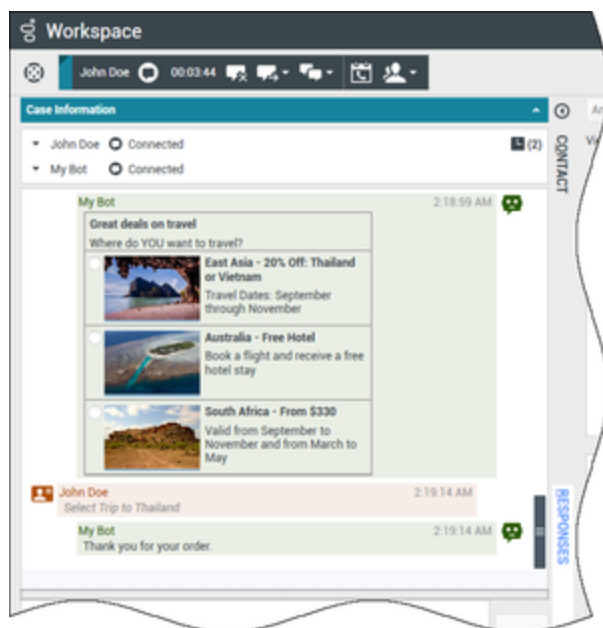 Workspace
John Doe 00:03:44
Case Information
John Doe Connected (2)
My Bot Connected
CONTACT
My Bot 2:18:59 AM
Great deals on travel
Where do YOU want to travel?
East Asia - 20% Off: Thailand
or Vietnam
Travel Dates: September
through November
Australia - Free Hotel
Book a flight and receive a free
hotel stay
South Africa - From $330
Valid from September to
November and from March to
May
John Doe 2:19:14 AM
Select Trip to Thailand
My Bot 2:19:14 AM
Thank you for your order.
RESPONSES